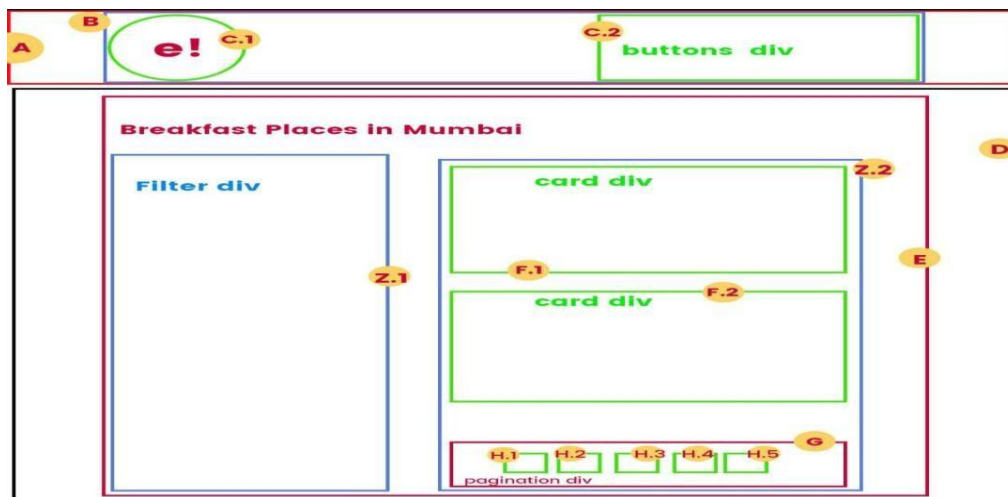 A
B
e!
C.1
C.2
buttons div
Breakfast Places in Mumbai
D
Filter div
Z.1
card div
Z.2
F.1
E
card div
F.2
G
H.1 H.2 H.3 H.4 H.5
pagination div